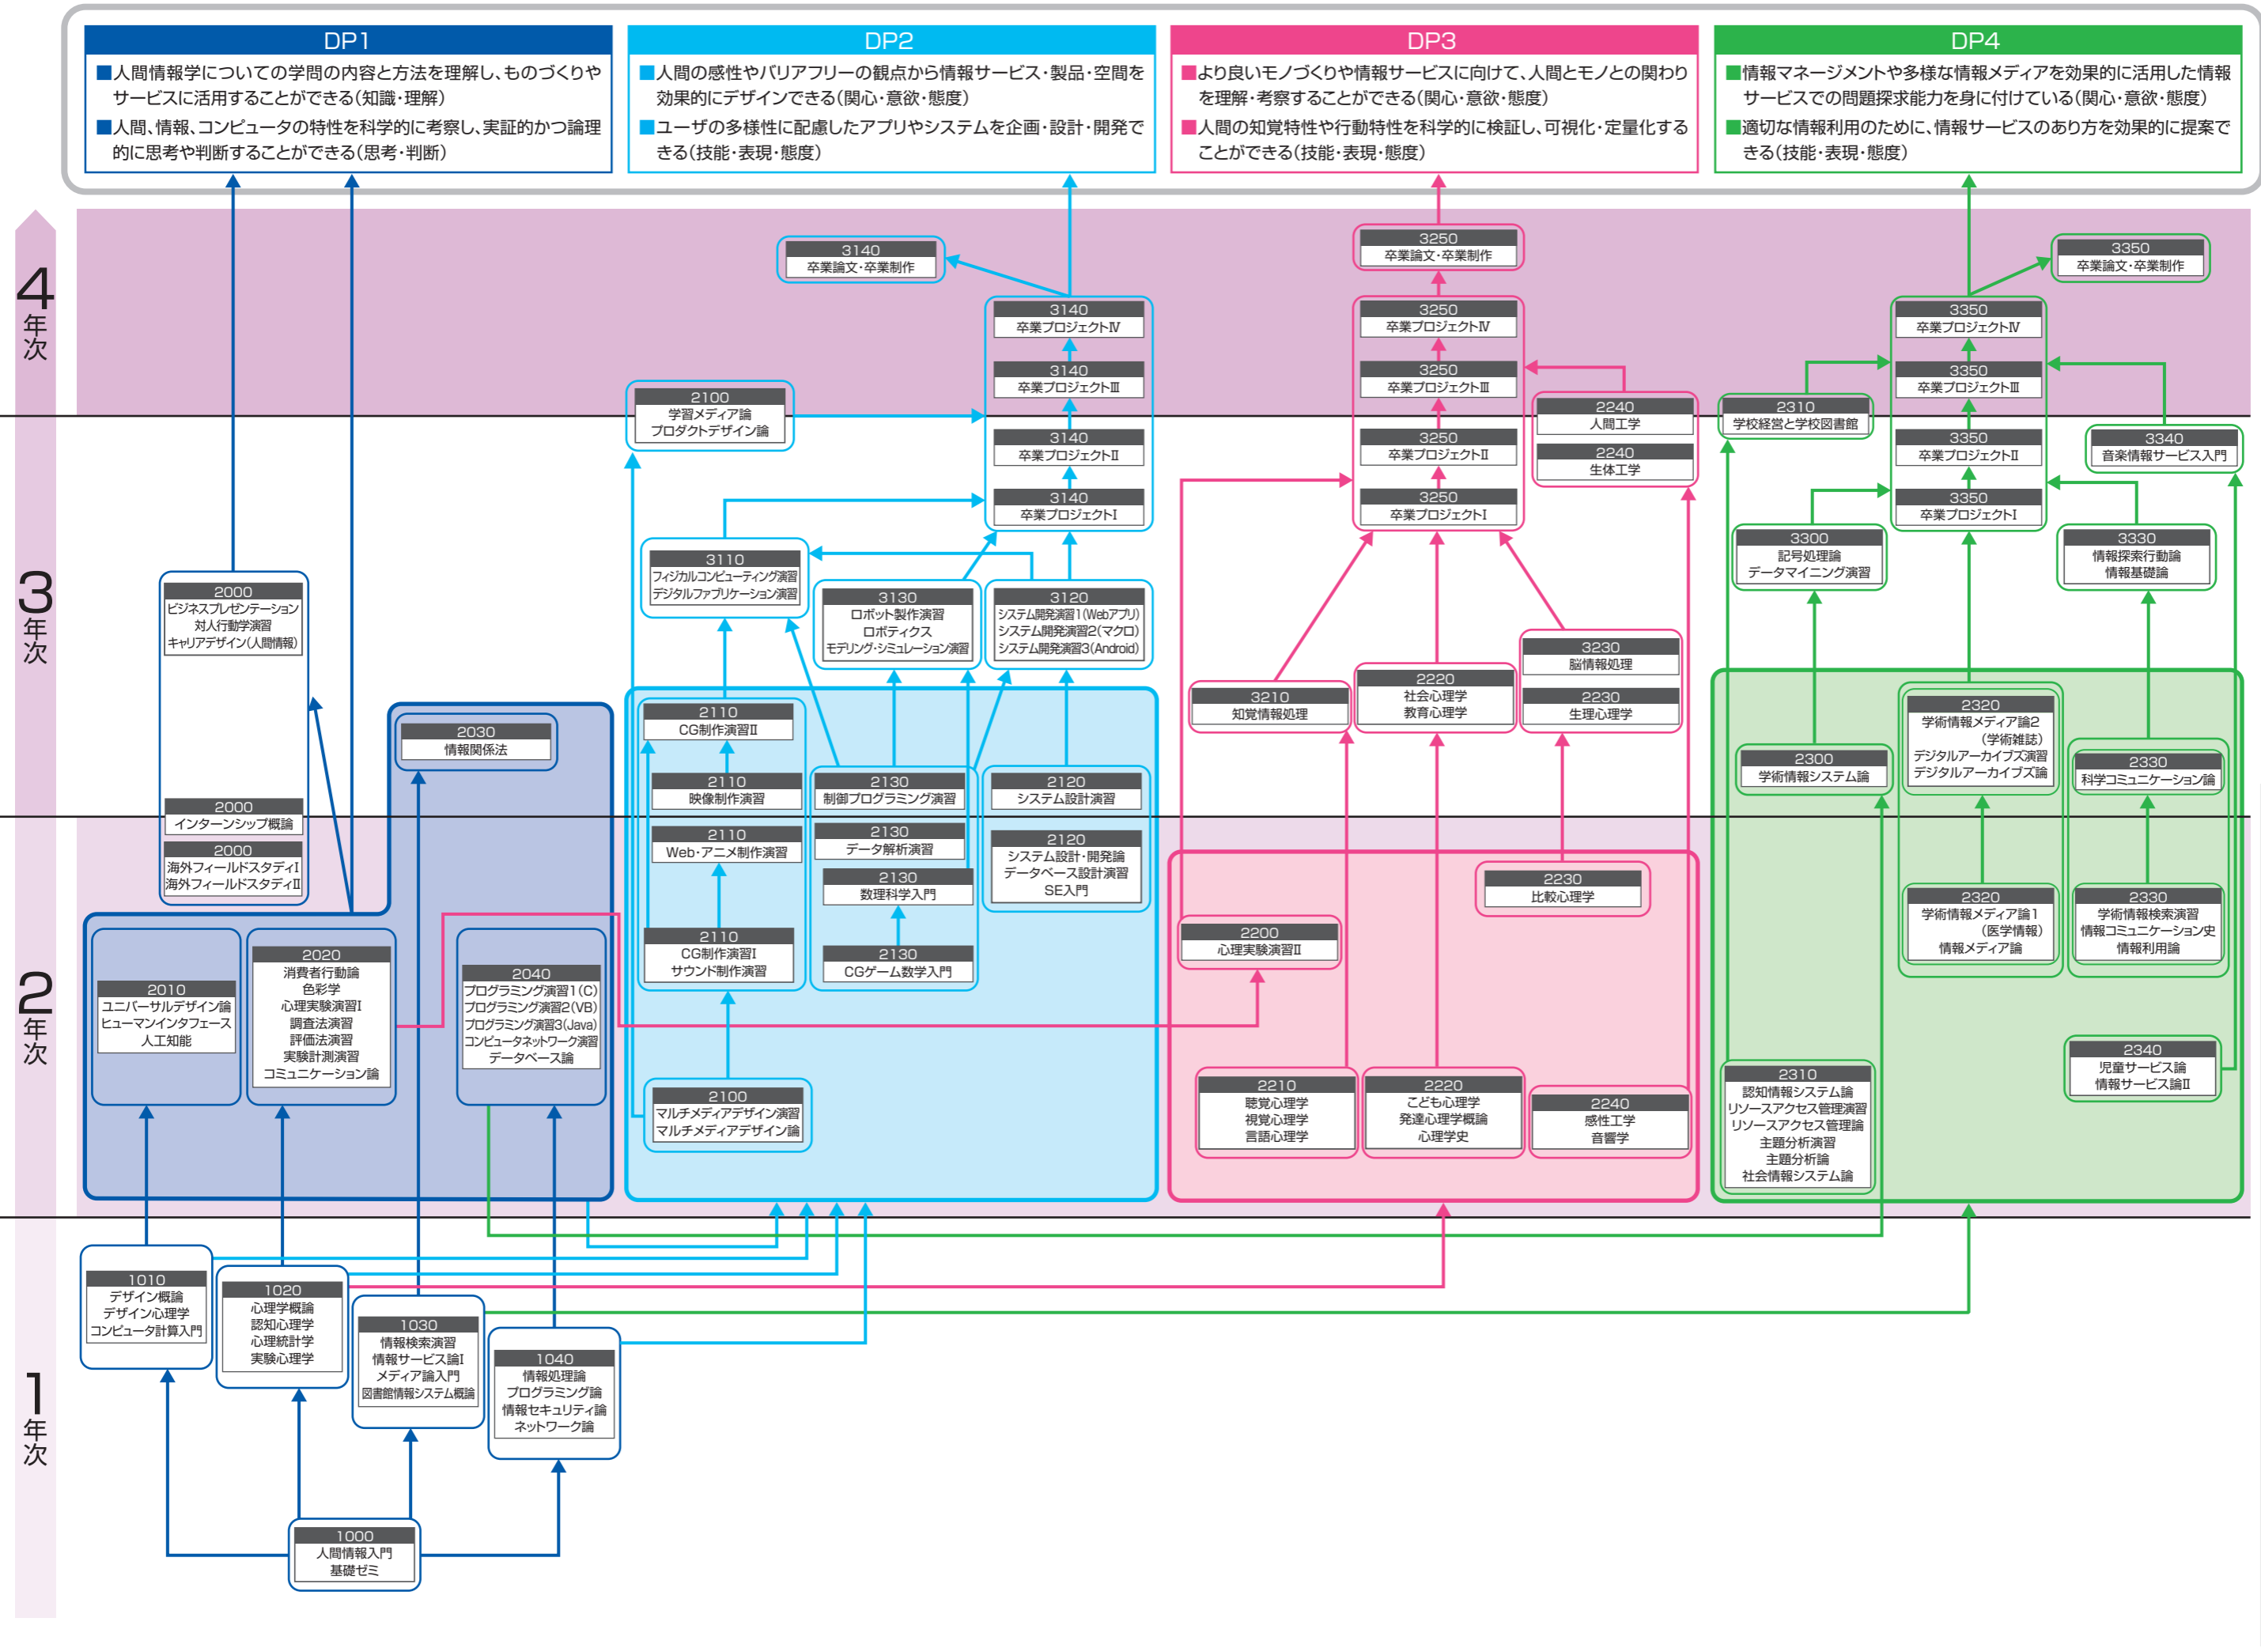 DP1
■人間情報学についての学問の内容と方法を理解し、ものづくりや
サービスに活用することができる(知識・理解)
■人間、情報、コンピュータの特性を科学的に考察し、実証的かつ論理
的に思考や判断することができる(思考・判断)
DP2
■人間の感性やバリアフリーの観点から情報サービス・製品・空間を
効果的にデザインできる(関心・意欲・態度)
■ユーザの多様性に配慮したアプリやシステムを企画・設計・開発で
きる(技能・表現・態度)
DP3
■より良いモノづくりや情報サービスに向けて、人間とモノとの関わり
を理解・考察することができる(関心・意欲・態度)
■人間の知覚特性や行動特性を科学的に検証し、可視化・定量化する
ことができる(技能・表現・態度)
DP4
■情報マネージメントや多様な情報メディアを効果的に活用した情報
サービスでの問題探求能力を身に付けている(関心・意欲・態度)
■適切な情報利用のために、情報サービスのあり方を効果的に提案で
きる(技能・表現・態度)
4年次
3年次
2年次
1年次
2000
ビジネスプレゼンテーション
対人行動学演習
キャリアデザイン(人間情報)
2000
インターンシップ概論
2000
海外フィールドスタディⅠ
海外フィールドスタディⅡ
2030
情報関係法
2010
ユニバーサルデザイン論
ヒューマンインタフェース
人工知能
2020
消費者行動論
色彩学
心理実験演習Ⅰ
調査法演習
評価法演習
実験計測演習
コミュニケーション論
2040
プログラミング演習1(C)
プログラミング演習2(VB)
プログラミング演習3(Java)
コンピュータネットワーク演習
データベース論
1010
デザイン概論
デザイン心理学
コンピュータ計算入門
1020
心理学概論
認知心理学
心理統計学
実験心理学
1030
情報検索演習
情報サービス論Ⅰ
メディア論入門
図書館情報システム概論
1040
情報処理論
プログラミング論
情報セキュリティ論
ネットワーク論
1000
人間情報入門
基礎ゼミ
3140
卒業論文・卒業制作
3140
卒業プロジェクトⅣ
3140
卒業プロジェクトⅢ
3140
卒業プロジェクトⅡ
3140
卒業プロジェクトⅠ
2100
学習メディア論
プロダクトデザイン論
3110
フィジカルコンピューティング演習
デジタルファブリケーション演習
3130
ロボット製作演習
ロボティクス
モデリング・シミュレーション演習
3120
システム開発演習1(Webアプリ)
システム開発演習2(マクロ)
システム開発演習3(Android)
2110
CG制作演習Ⅱ
2110
映像制作演習
2110
Web・アニメ制作演習
2110
CG制作演習Ⅰ
サウンド制作演習
2130
制御プログラミング演習
2130
データ解析演習
2130
数理科学入門
2130
CGゲーム数学入門
2120
システム設計演習
2120
システム設計・開発論
データベース設計演習
SE入門
2100
マルチメディアデザイン演習
マルチメディアデザイン論
3250
卒業論文・卒業制作
3250
卒業プロジェクトⅣ
3250
卒業プロジェクトⅢ
3250
卒業プロジェクトⅡ
3250
卒業プロジェクトⅠ
2240
人間工学
2240
生体工学
3210
知覚情報処理
2220
社会心理学
教育心理学
3230
脳情報処理
2230
生理心理学
2230
比較心理学
2200
心理実験演習Ⅱ
2210
聴覚心理学
視覚心理学
言語心理学
2220
こども心理学
発達心理学概論
心理学史
2240
感性工学
音響学
3350
卒業論文・卒業制作
3350
卒業プロジェクトⅣ
3350
卒業プロジェクトⅢ
3350
卒業プロジェクトⅡ
3350
卒業プロジェクトⅠ
2310
学校経営と学校図書館
3340
音楽情報サービス入門
3300
記号処理論
データマイニング演習
3330
情報探索行動論
情報基礎論
2300
学術情報システム論
2320
学術情報メディア論2
(学術雑誌)
デジタルアーカイブズ演習
デジタルアーカイブズ論
2330
科学コミュニケーション論
2320
学術情報メディア論1
(医学情報)
情報メディア論
2330
学術情報検索演習
情報コミュニケーション史
情報利用論
2310
認知情報システム論
リソースアクセス管理演習
リソースアクセス管理論
主題分析演習
主題分析論
社会情報システム論
2340
児童サービス論
情報サービス論Ⅱ